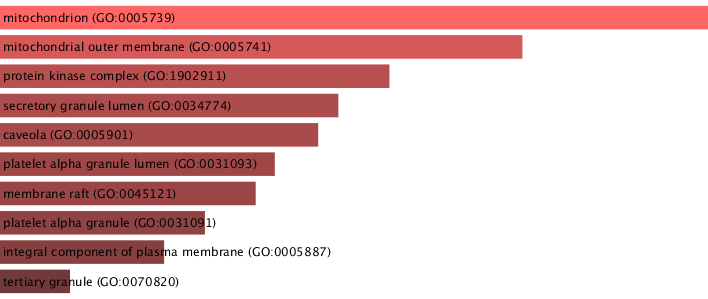 mitochondrion (GO:0005739)
mitochondrial outer membrane (GO:0005741)
protein kinase complex (GO:1902911)
secretory granule lumen (GO:0034774)
caveola (GO:0005901)
platelet alpha granule lumen (GO:0031093)
membrane raft (GO:0045121)
platelet alpha granule (GO:0031091)
integral component of plasma membrane (GO:0005887)
tertiary granule (GO:0070820)